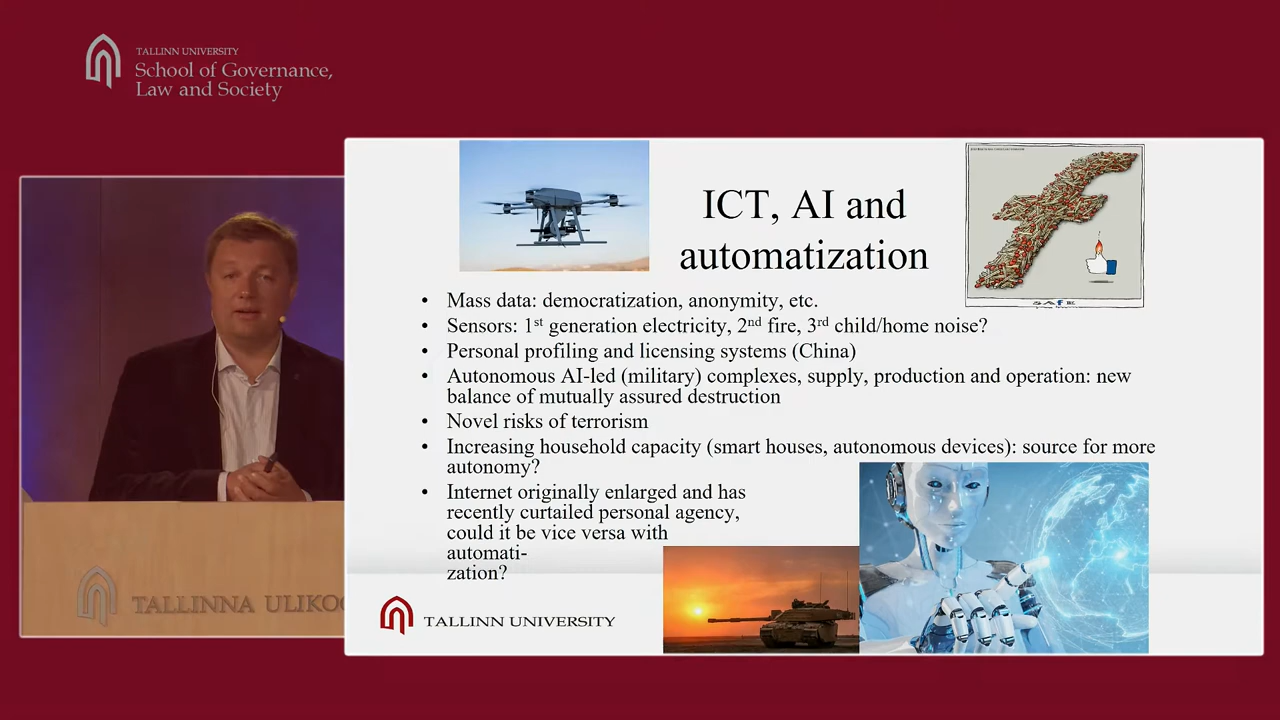 TALLINN UNIVERSITY
School of Governance,
Law and Society
ICT, AI and
automatization
• Mass data: democratization, anonymity, etc.
• Sensors: 1st generation electricity, 2nd fire, 3rd child/home noise?
• Personal profiling and licensing systems (China)
• Autonomous AI-led (military) complexes, supply, production and operation: new
balance of mutually assured destruction
• Novel risks of terrorism
• Increasing household capacity (smart houses, autonomous devices): source for more
autonomy?
• Internet originally enlarged and has
recently curtailed personal agency,
could it be vice versa with
automati-
zation?
SAFE
TALLINNA ULIKOO
TALLINN UNIVERSITY